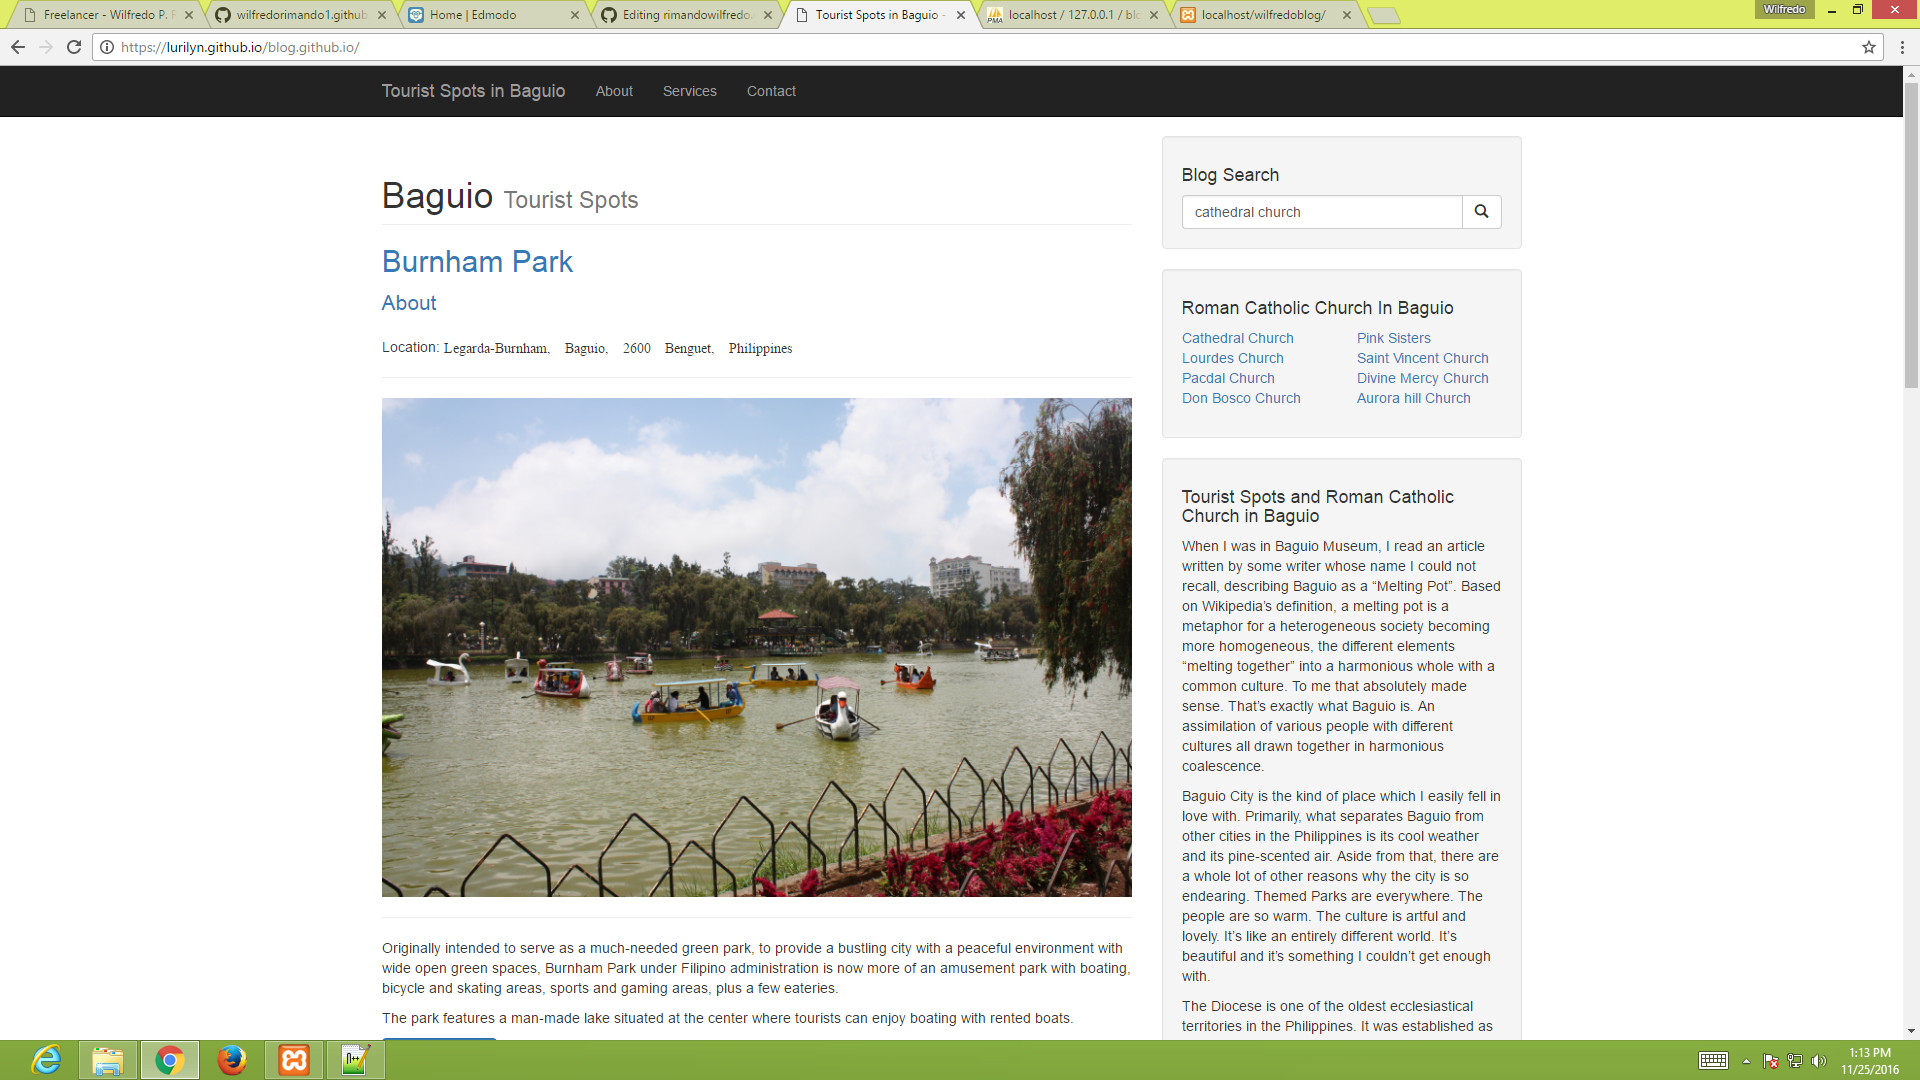 Freelancer - Wilfredo P.
wilfredorimando1.github
Home | Edmodo
Editing rimandowilfredo.
Tourist Spots in Baguio -
localhost / 127.0.0.1 / blo
localhost/wilfredoblog/
Wilfredo
https://lurilyn.github.io/blog.github.io/
Tourist Spots in Baguio
About
Services
Contact
Baguio Tourist Spots
Burnham Park
About
Location: Legarda-Burnham, Baguio, 2600 Benguet, Philippines
Originally intended to serve as a much-needed green park, to provide a bustling city with a peaceful environment with
wide open green spaces, Burnham Park under Filipino administration is now more of an amusement park with boating,
bicycle and skating areas, sports and gaming areas, plus a few eateries.
The park features a man-made lake situated at the center where tourists can enjoy boating with rented boats.
Blog Search
cathedral church
Roman Catholic Church In Baguio
Cathedral Church
Lourdes Church
Pacdal Church
Don Bosco Church
Pink Sisters
Saint Vincent Church
Divine Mercy Church
Aurora hill Church
Tourist Spots and Roman Catholic
Church in Baguio
When I was in Baguio Museum, I read an article
written by some writer whose name I could not
recall, describing Baguio as a “Melting Pot”. Based
on Wikipedia’s definition, a melting pot is a
metaphor for a heterogeneous society becoming
more homogeneous, the different elements
“melting together” into a harmonious whole with a
common culture. To me that absolutely made
sense. That’s exactly what Baguio is. An
assimilation of various people with different
cultures all drawn together in harmonious
coalescence.
Baguio City is the kind of place which I easily fell in
love with. Primarily, what separates Baguio from
other cities in the Philippines is its cool weather
and its pine-scented air. Aside from that, there are
a whole lot of other reasons why the city is so
endearing. Themed Parks are everywhere. The
people are so warm. The culture is artful and
lovely. It’s like an entirely different world. It’s
beautiful and it’s something I couldn’t get enough
with.
The Diocese is one of the oldest ecclesiastical
territories in the Philippines. It was established as
1:13 PM
11/25/2016